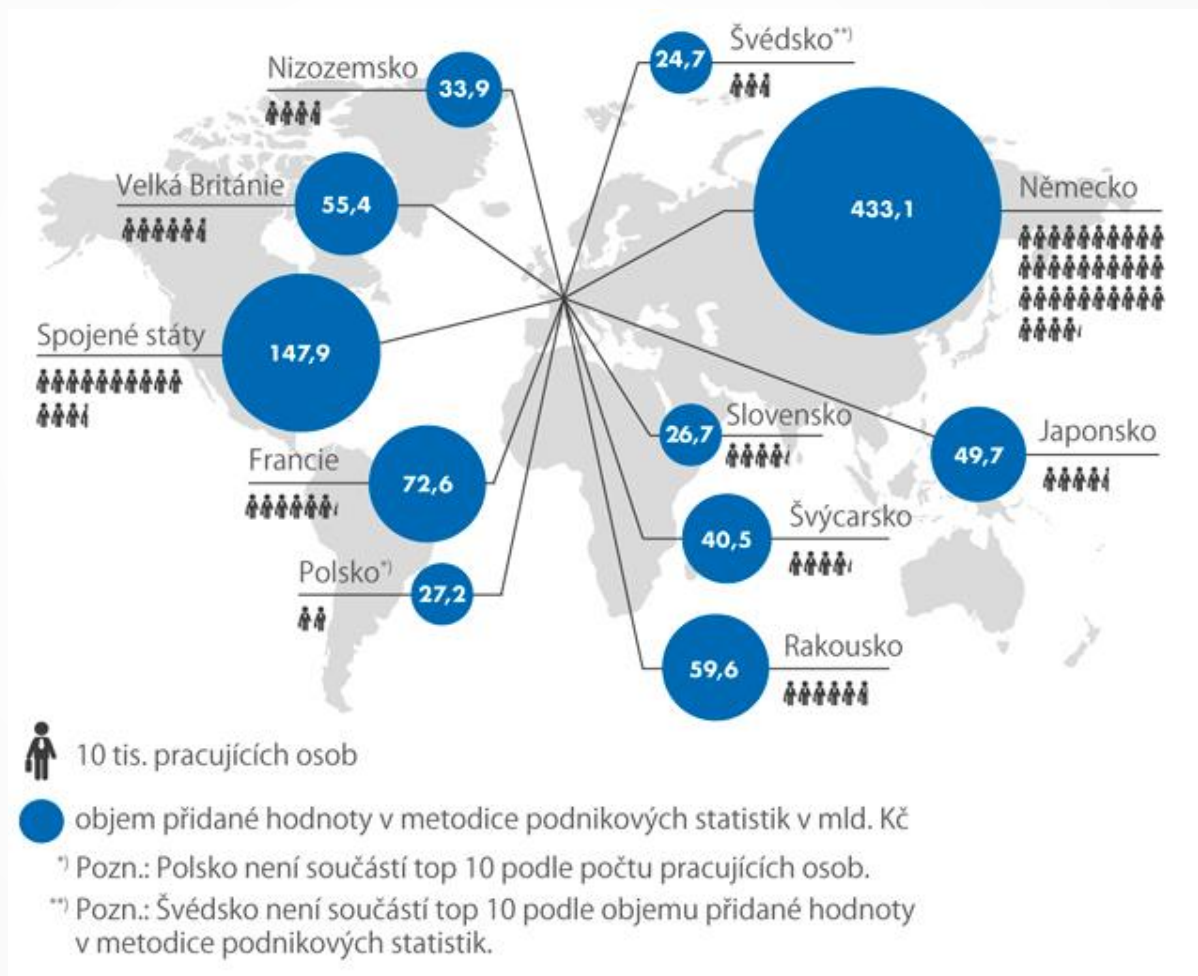 Švédsko**)
24,7
Nizozemsko
33,9
Velká Británie
55,4
Německo
433,1
Spojené státy
147,9
Slovensko
26,7
Japonsko
49,7
Francie
72,6
Švýcarsko
40,5
Polsko*)
27,2
Rakousko
59,6
10 tis. pracujících osob
objem přidané hodnoty v metodice podnikových statistik v mld. Kč
*) Pozn.: Polsko není součástí top 10 podle počtu pracujících osob.
**) Pozn.: Švédsko není součástí top 10 podle objemu přidané hodnoty
v metodice podnikových statistik.